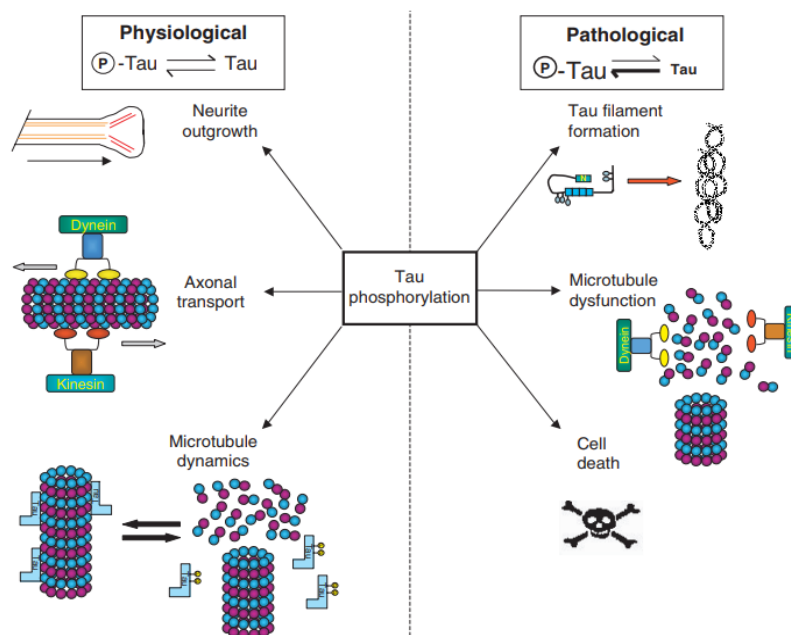 Physiological
P -Tau Tau
Neurite
outgrowth
Dynein
Axonal
transport
Kinesin
Microtubule
dynamics
Tau
phosphorylation
Pathological
P -Tau Tau
Tau filament
formation
N
Microtubule
dysfunction
Dynein
Kinesin
Cell
death